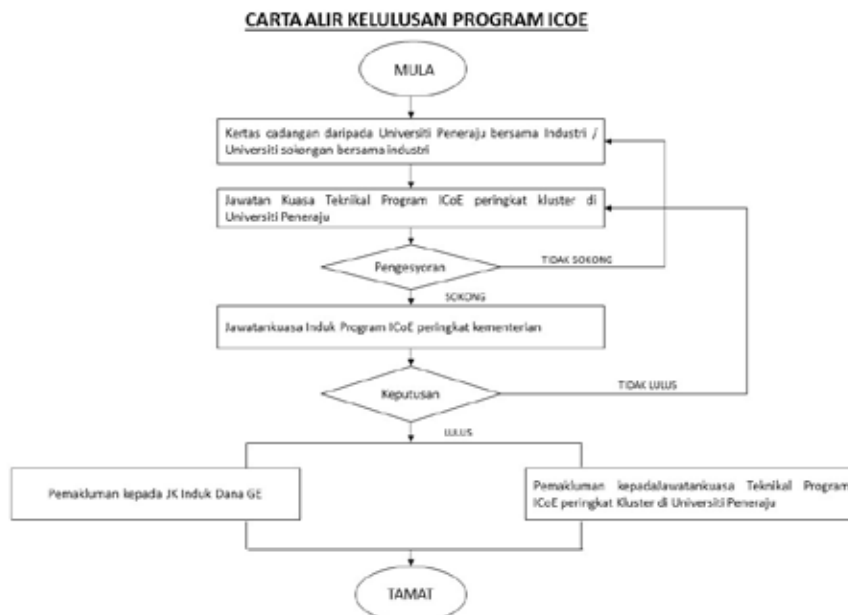 CARTA ALIR KELULUSAN PROGRAM ICOE
MULA
Kertas cadangan daripada Universiti Peneraju bersama Industri /
Universiti sokongan bersama industri
Jawatan Kuasa Teknikal Program ICoE peringkat kluster di
Universiti Peneraju
Pengesyoran
TIDAK SOKONG
SOKONG
Jawatankuasa Induk Program ICoE peringkat kementerian
Keputusan
TIDAK LULUS
LULUS
Pemakluman kepada JK Induk Dana GE
Pemakluman kepadaJawatankuasa Teknikal Program
ICoE peringkat Kluster di Universiti Peneraju
TAMAT